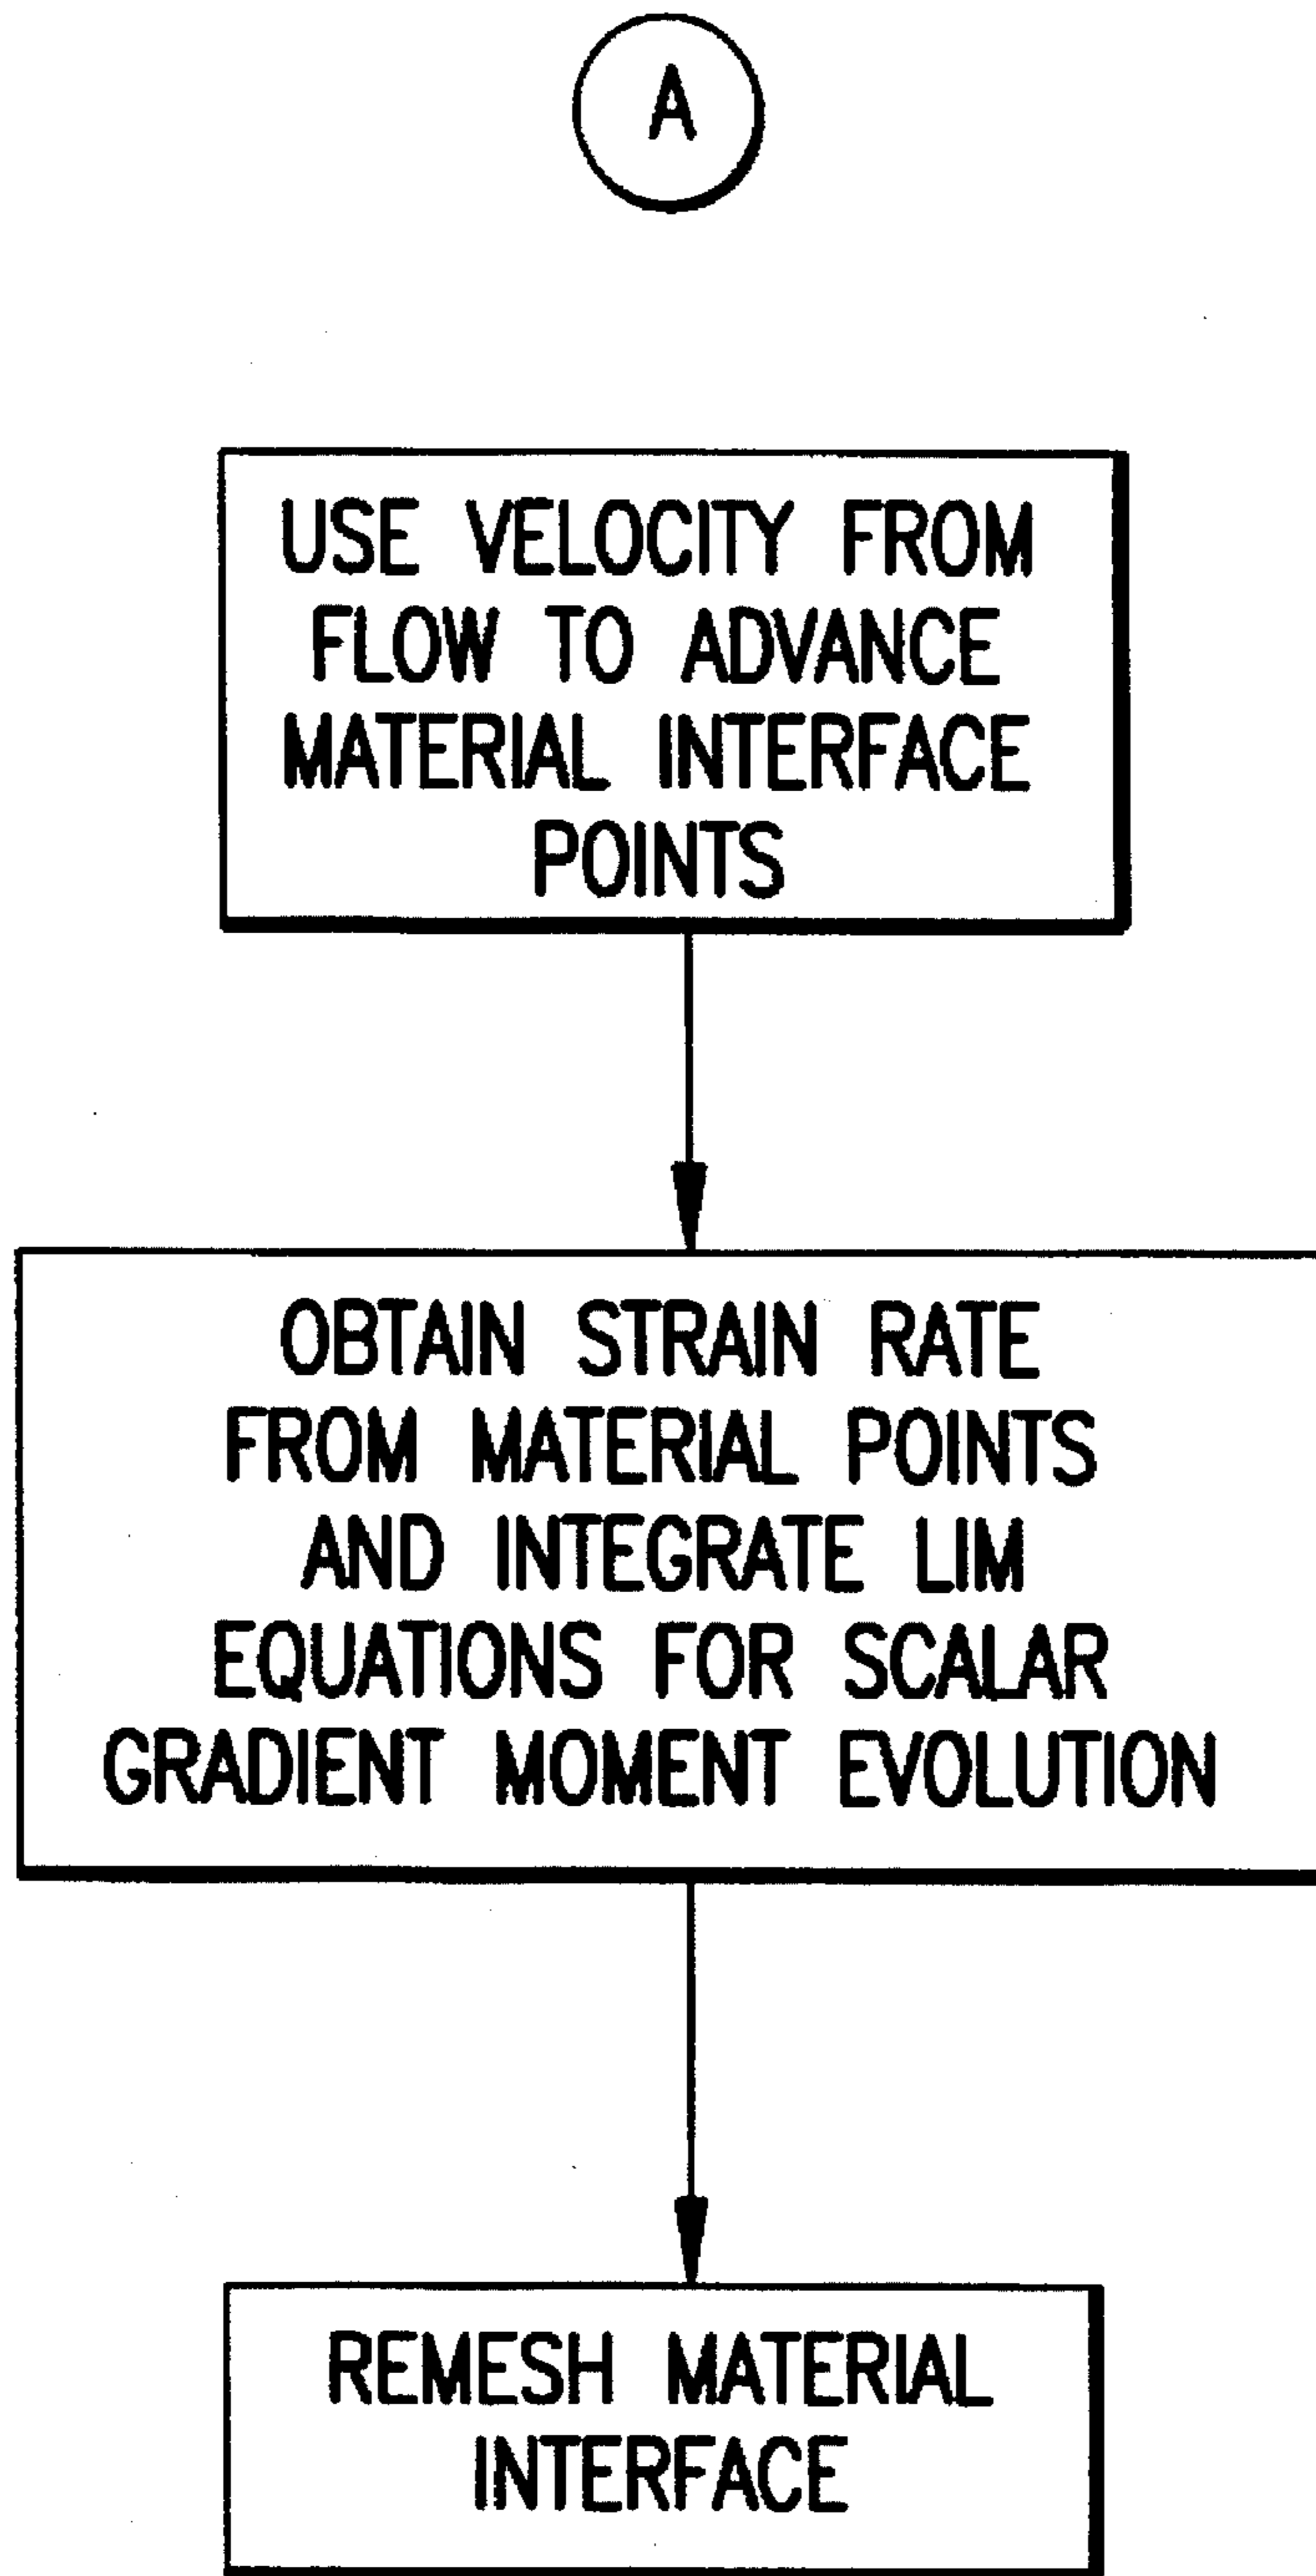 A
USE VELOCITY FROM
FLOW TO ADVANCE
MATERIAL INTERFACE
POINTS
OBTAIN STRAIN RATE
FROM MATERIAL POINTS
AND INTEGRATE LIM
EQUATIONS FOR SCALAR
GRADIENT MOMENT EVOLUTION
REMESH MATERIAL
INTERFACE